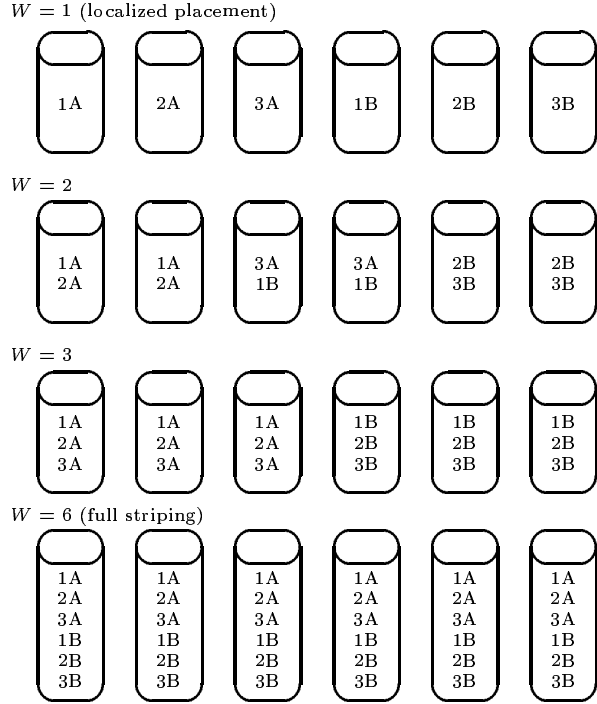 W = 1 (localized placement)
1A 2A 3A 1B 2B 3B
W = 2
1A 1A 3A 3A 2B 2B
2A 2A 1B 1B 3B 3B
W = 3
1A 1A 1A 1B 1B 1B
2A 2A 2A 2B 2B 2B
3A 3A 3A 3B 3B 3B
W = 6 (full striping)
1A 1A 1A 1A 1A 1A
2A 2A 2A 2A 2A 2A
3A 3A 3A 3A 3A 3A
1B 1B 1B 1B 1B 1B
2B 2B 2B 2B 2B 2B
3B 3B 3B 3B 3B 3B